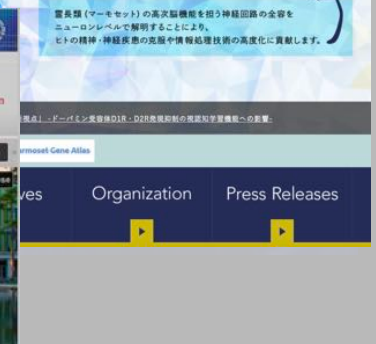 霊長類(マーモセット)の高次脳機能を担う神経回路の全容を
ニューロンレベルで解明することにより、
ヒトの精神・神経疾患の克服や情報処理技術の高度化に貢献します。
視点」 -ドーパミン受容体D1R・D2R発現抑制の視認知学習機能への影響-
armoset Gene Atlas
ves
Organization
Press Releases